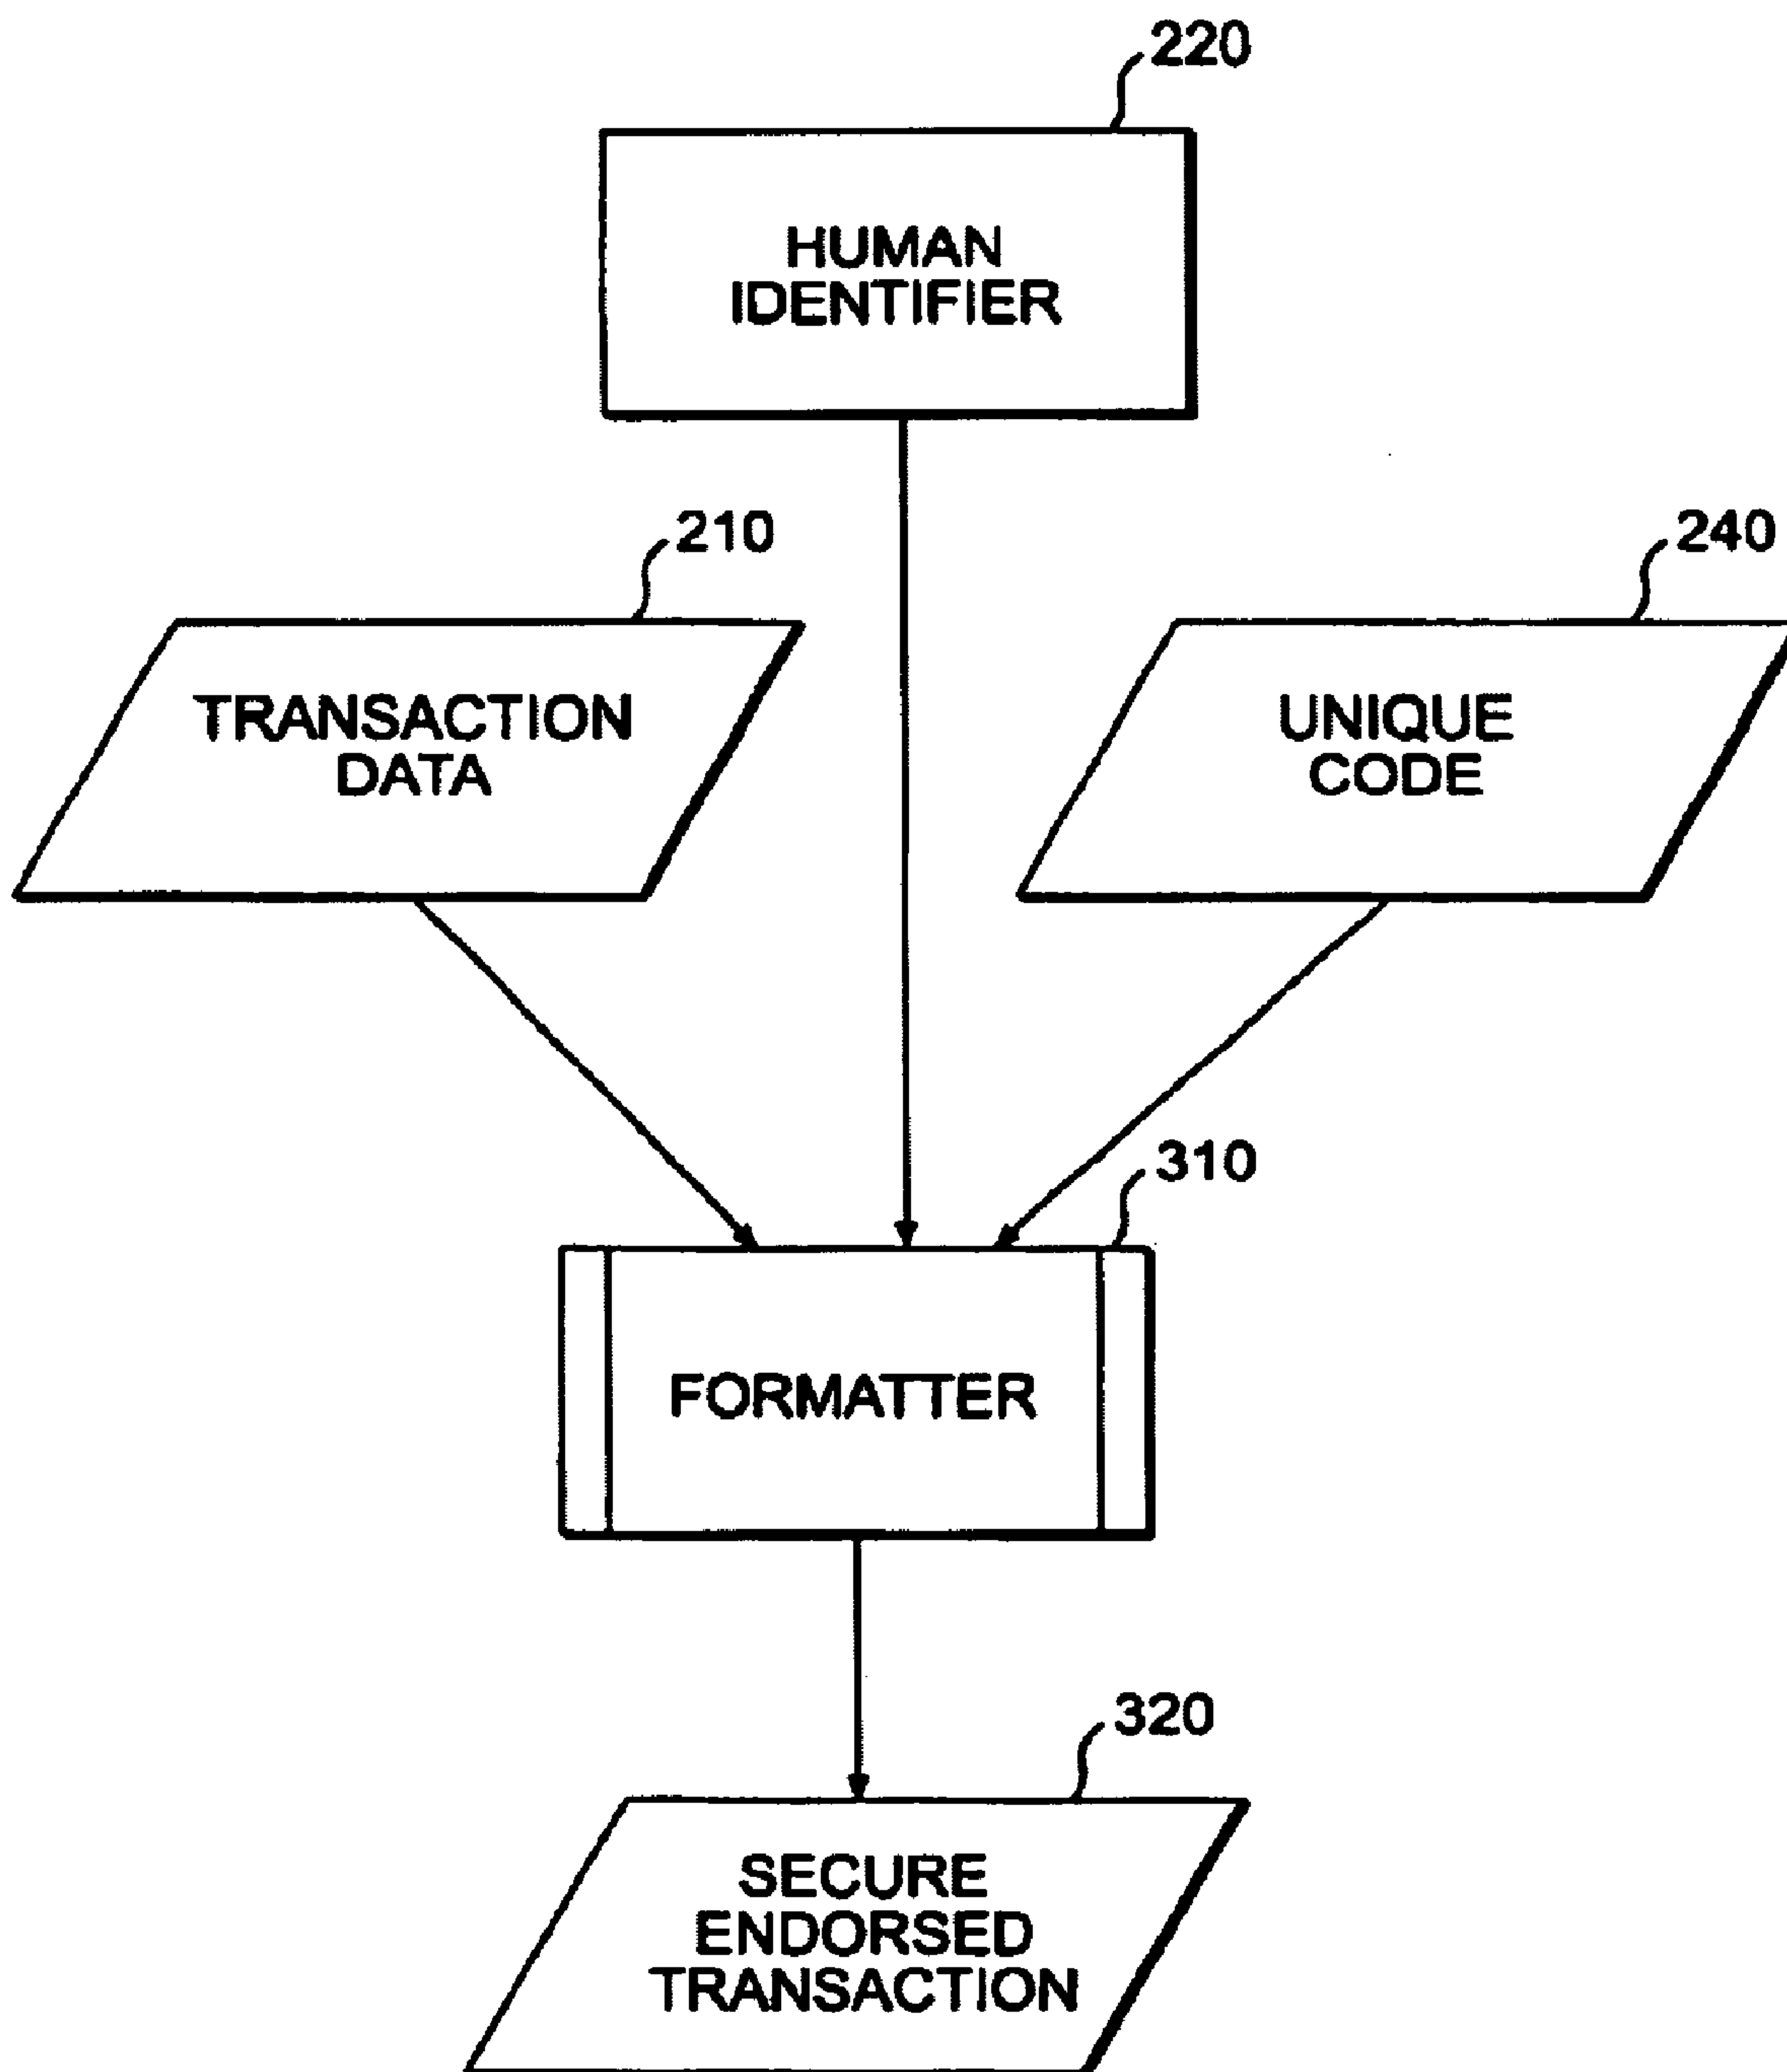 220
HUMAN
IDENTIFIER
210
240
TRANSACTION
DATA
UNIQUE
CODE
310
FORMATTER
320
SECURE
ENDORSED
TRANSACTION